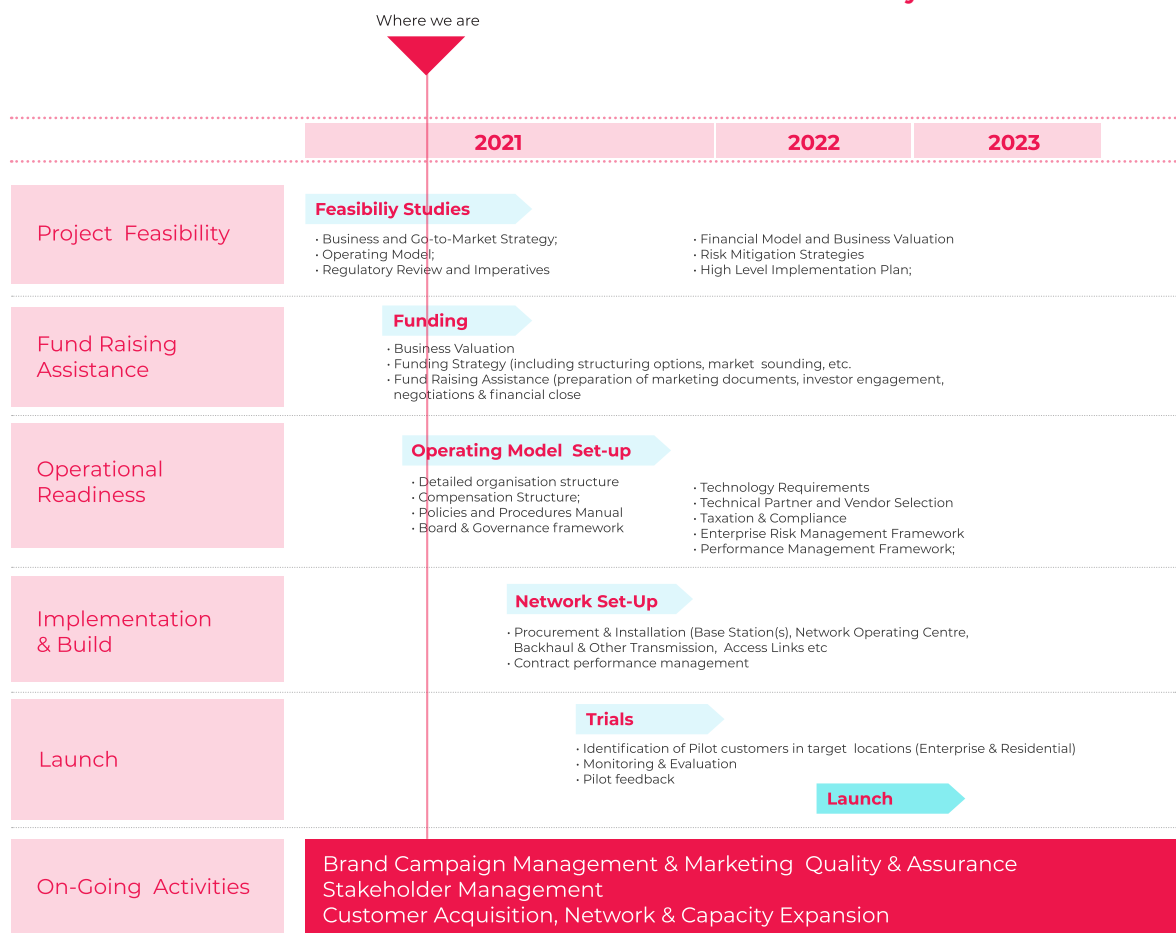 Where we are
2021
2022
2023
Project Feasibility
Feasibiliy Studies
· Business and Go-to-Market Strategy;
· Operating Model;
· Regulatory Review and Imperatives
· Financial Model and Business Valuation
· Risk Mitigation Strategies
· High Level Implementation Plan;
Fund Raising
Assistance
Funding
· Business Valuation
· Funding Strategy (including structuring options, market sounding, etc.
· Fund Raising Assistance (preparation of marketing documents, investor engagement,
negotiations & financial close
Operational
Readiness
Operating Model Set-up
· Detailed organisation structure
· Compensation Structure;
· Policies and Procedures Manual
· Board & Governance framework
· Technology Requirements
· Technical Partner and Vendor Selection
· Taxation & Compliance
· Enterprise Risk Management Framework
· Performance Management Framework;
Implementation
& Build
Network Set-Up
· Procurement & Installation (Base Station(s), Network Operating Centre,
Backhaul & Other Transmission, Access Links etc
· Contract performance management
Launch
Trials
· Identification of Pilot customers in target locations (Enterprise & Residential)
· Monitoring & Evaluation
· Pilot feedback
Launch
On-Going Activities
Brand Campaign Management & Marketing Quality & Assurance
Stakeholder Management
Customer Acquisition, Network & Capacity Expansion